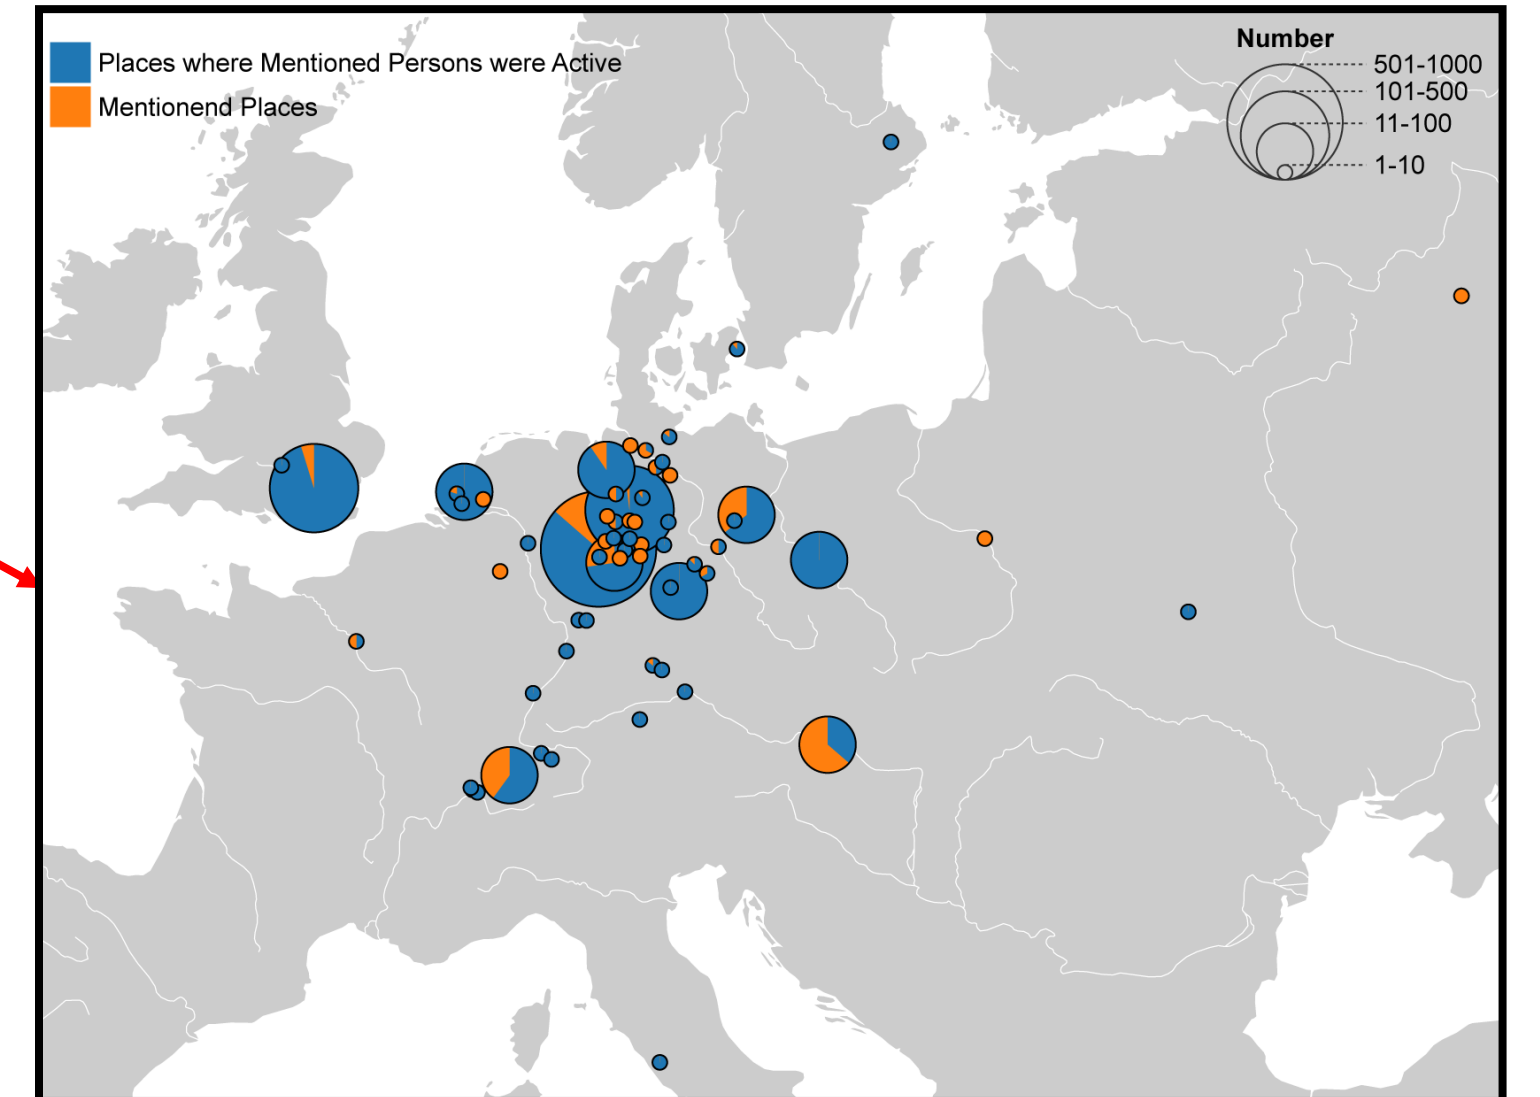 Places where Mentioned Persons were Active
Mentionend Places
Number
501-1000
101-500
11-100
1-10